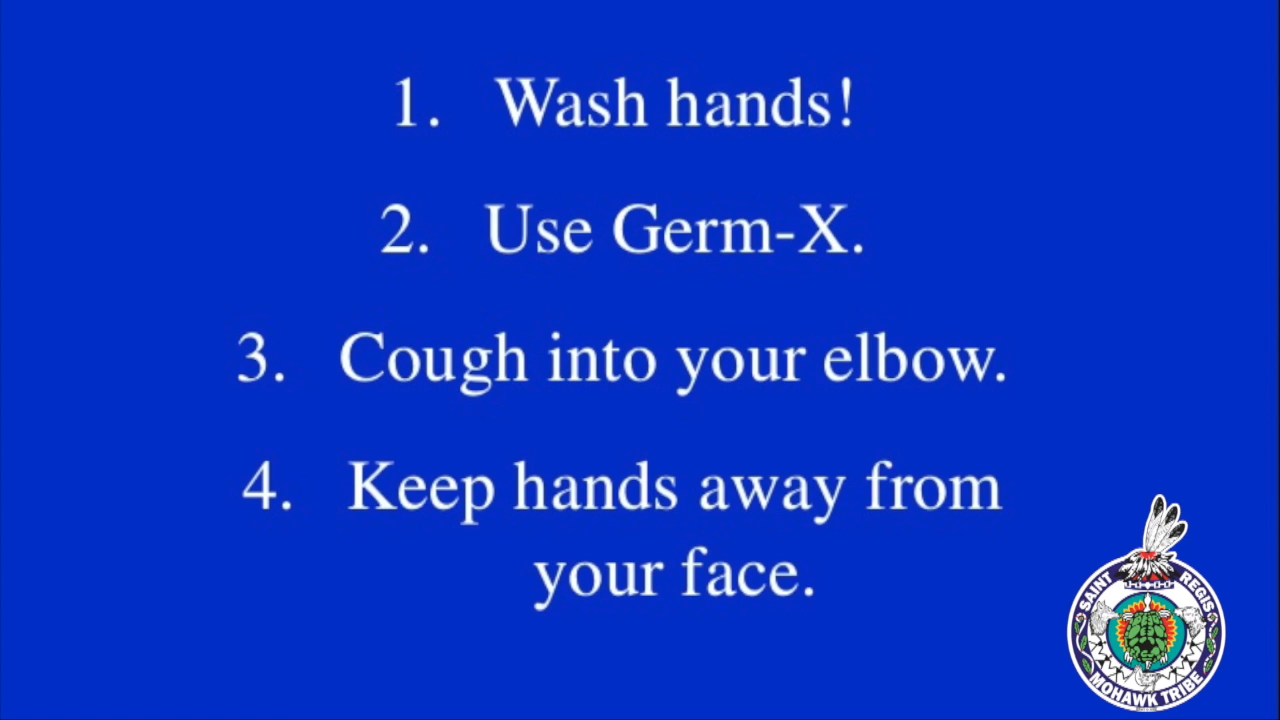 1. Wash hands!
2. Use Germ-X.
3. Cough into your elbow.
4. Keep hands away from
your face.
SAINT REGIS
MOHAWK TRIBE